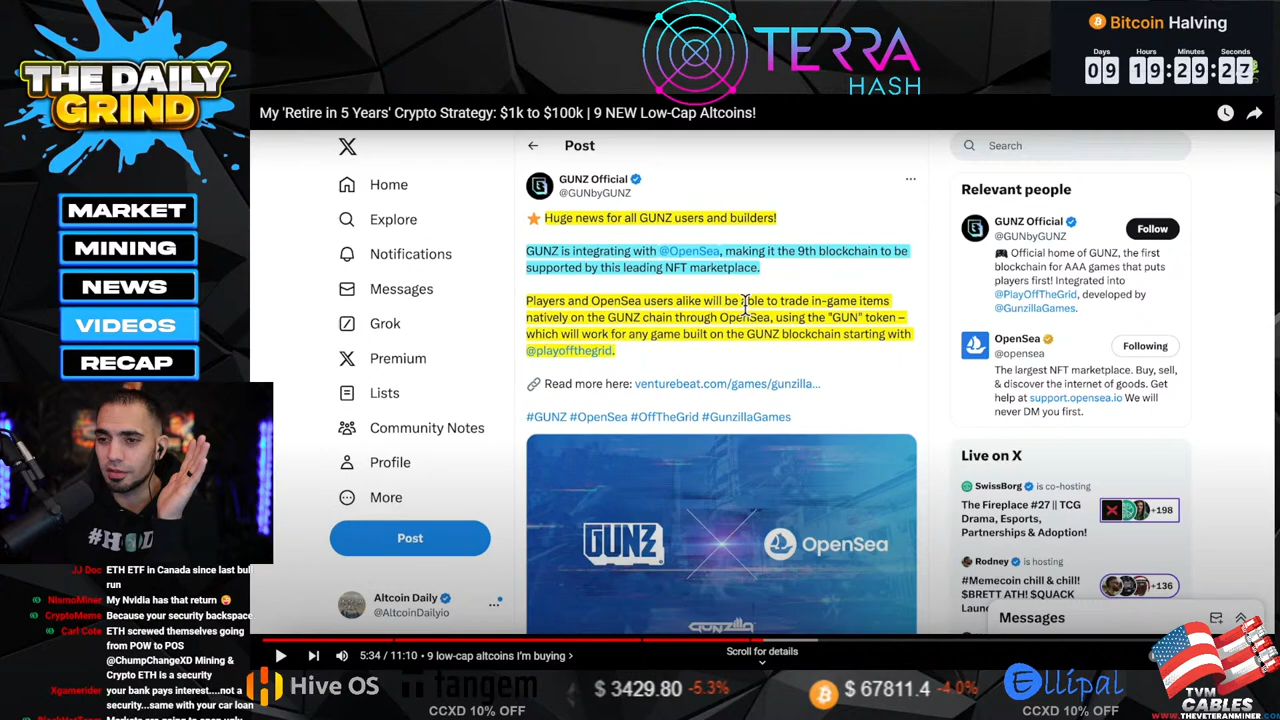 THE DAILY
GRIND
TERRA
HASH
Bitcoin Halving
Days Hours Minutes Seconds
09 19:29:27
My 'Retire in 5 Years' Crypto Strategy: $1k to $100k | 9 NEW Low-Cap Altcoins!
MARKET
MINING
NEWS
VIDEOS
RECAP
Home
Explore
Notifications
Messages
Grok
Premium
Lists
Community Notes
Profile
More
Post
Altcoin Daily
@AltcoinDailyio
Post
GUNZ Official
@GUNbyGUNZ
Huge news for all GUNZ users and builders!
GUNZ is integrating with @OpenSea, making it the 9th blockchain to be
supported by this leading NFT marketplace.
Players and OpenSea users alike will be able to trade in-game items
natively on the GUNZ chain through OpenSea, using the "GUN" token –
which will work for any game built on the GUNZ blockchain starting with
@playoffthegrid.
Read more here: venturebeat.com/games/gunzilla...
#GUNZ #OpenSea #OffTheGrid #GunzillaGames
GUNZ
OpenSea
GUNZILLA
Search
Relevant people
GUNZ Official
@GUNbyGUNZ
Follow
Official home of GUNZ, the first
blockchain for AAA games that puts
players first! Integrated into
@PlayOffTheGrid, developed by
@GunzillaGames.
OpenSea
@opensea
Following
The largest NFT marketplace. Buy, sell,
& discover the internet of goods. Get
help at support.opensea.io We will
never DM you first.
Live on X
SwissBorg is co-hosting
The Fireplace #27 || TCG
Drama, Esports,
Partnerships & Adoption!
+198
Rodney is hosting
#Memecoin chill & chill!
$BRETT ATH! $QUACK
+136
Messages
#H DL
JJ Doc ETH ETF in Canada since last bull
run
NismoMiner My Nvidia has that return
CryptoMeme Because your security backspace
Carl Cote ETH screwed themselves going
from POW to POS
@ChumpChangeXD Mining &
Crypto ETH is a security
Xgamerider your bank pays interest....not a
security...same with your car loan
5:34 / 11:10 • 9 low-cap altcoins I'm buying >
Scroll for details
Hive OS
tangem
CCXD 10% OFF
$ 3429.80 -5.3%
$ 67811.4 -4.0%
Ellipal
CCXD 10% OFF
TVM
CABLES
WWW.THEVETERANMINER.COM